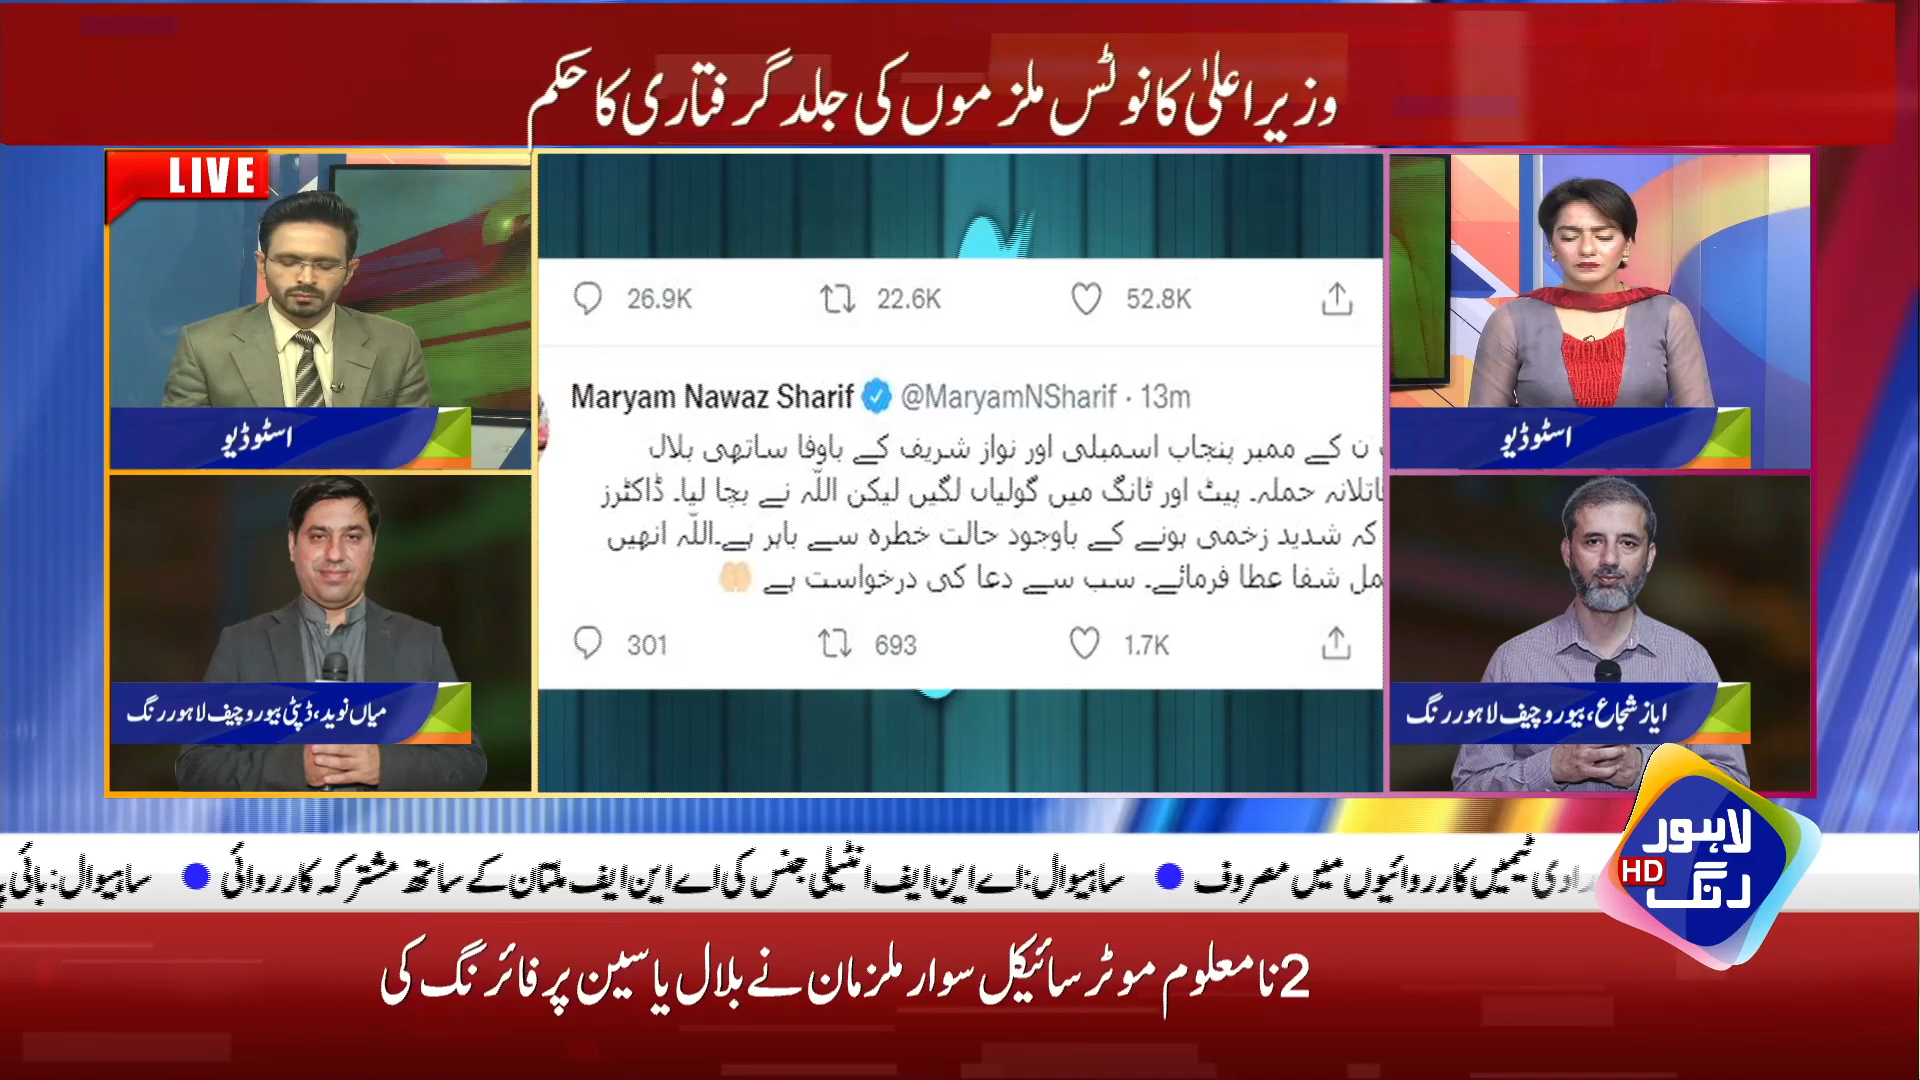 وزیراعلیٰ کا نوٹس ملزموں کی جلد گرفتاری کا حکم
LIVE
26.9K 22.6K 52.8K
Maryam Nawaz Sharif @MaryamNSharif · 13m
ن کے ممبر پنجاب اسمبلی اور نواز شریف کے باوفا ساتھی بلال
حملہ۔ پیٹ اور ٹانگ میں گولیاں لگیں لیکن اللّٰہ نے بچا لیا۔ ڈاکٹرز
کہ شدید زخمی ہونے کے باوجود حالت خطرہ سے باہر ہے۔اللّٰہ انھیں
شفا عطا فرمائے۔ سب سے دعا کی درخواست ہے 🤲🏻
301 693 1.7K
اسٹوڈیو
اسٹوڈیو
میاں نوید، ڈپٹی بیورو چیف لاہور رنگ
ایاز شجاع، بیورو چیف لاہور رنگ
ٹیمیں کارروائیوں میں مصروف ● ساہیوال: اے این ایف انٹیلی جنس کی اے این ایف ملتان کے ساتھ مشترکہ کارروائی ● ساہیوال: ہائی
لاہور
رنگ
HD
2 نامعلوم موٹر سائیکل سوار ملزمان نے بلال یاسین پر فائرنگ کی